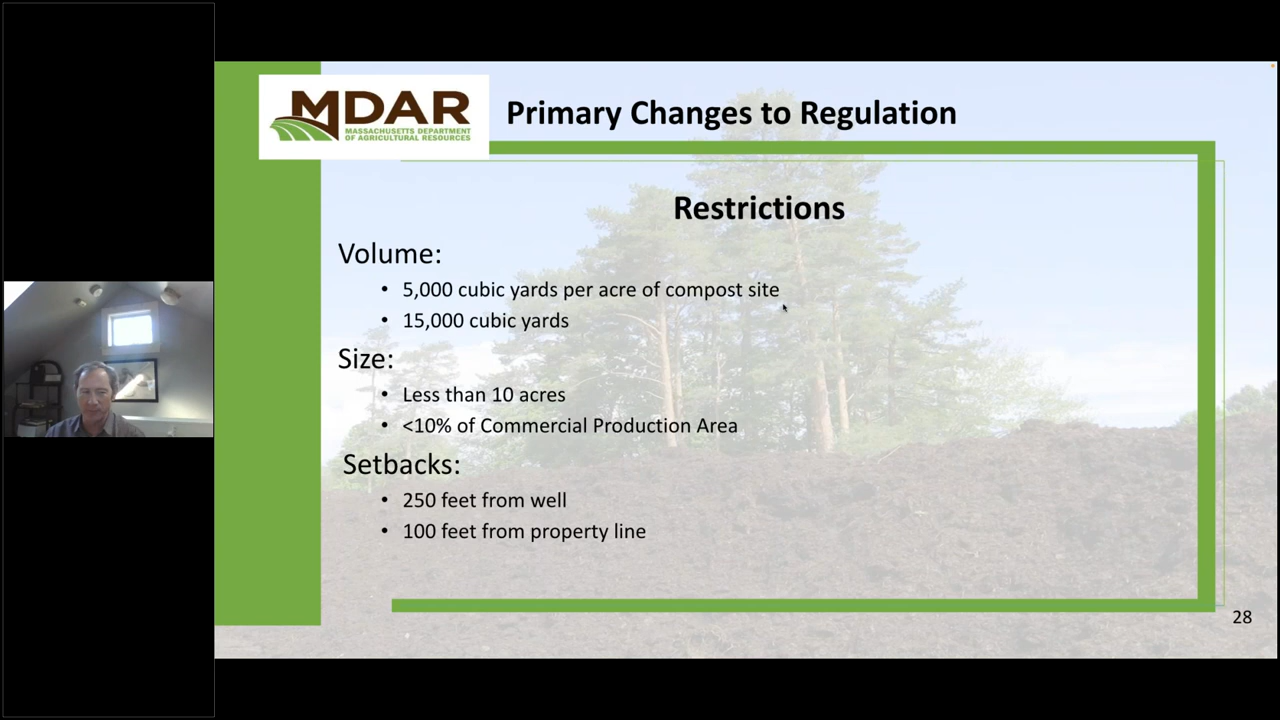 MDAR
MASSACHUSETTS DEPARTMENT
OF AGRICULTURAL RESOURCES
Primary Changes to Regulation
Restrictions
Volume:
• 5,000 cubic yards per acre of compost site
• 15,000 cubic yards
Size:
• Less than 10 acres
• <10% of Commercial Production Area
Setbacks:
• 250 feet from well
• 100 feet from property line
28